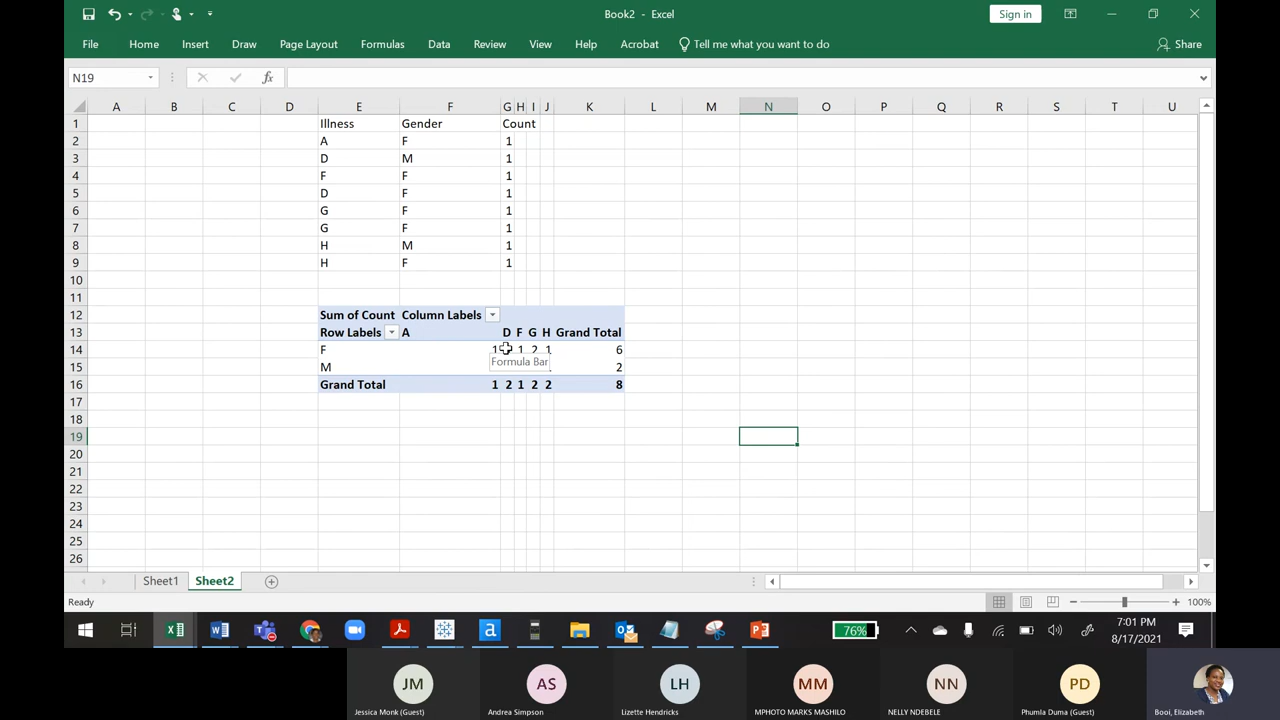 Book2 - Excel
Sign in
File Home Insert Draw Page Layout Formulas Data Review View Help Acrobat Tell me what you want to do Share
N19 fx
A B C D E F G H I J K L M N O P Q R S T U
1 Illness Gender Count
2 A F 1
3 D M 1
4 F F 1
5 D F 1
6 G F 1
7 G F 1
8 H M 1
9 H F 1
10
11
12 Sum of Count Column Labels
13 Row Labels A D F G H Grand Total
14 F 1 1 2 1 6
Formula Bar
15 M 2
16 Grand Total 1 2 1 2 2 8
17
18
19
20
21
22
23
24
25
26
Sheet1 Sheet2
Ready 100%
76% 7:01 PM
8/17/2021
JM AS LH MM NN PD
Jessica Monk (Guest) Andrea Simpson Lizette Hendricks MPHOTO MARKS MASHILO NELLY NDEBELE Phumla Duma (Guest) Booi, Elizabeth